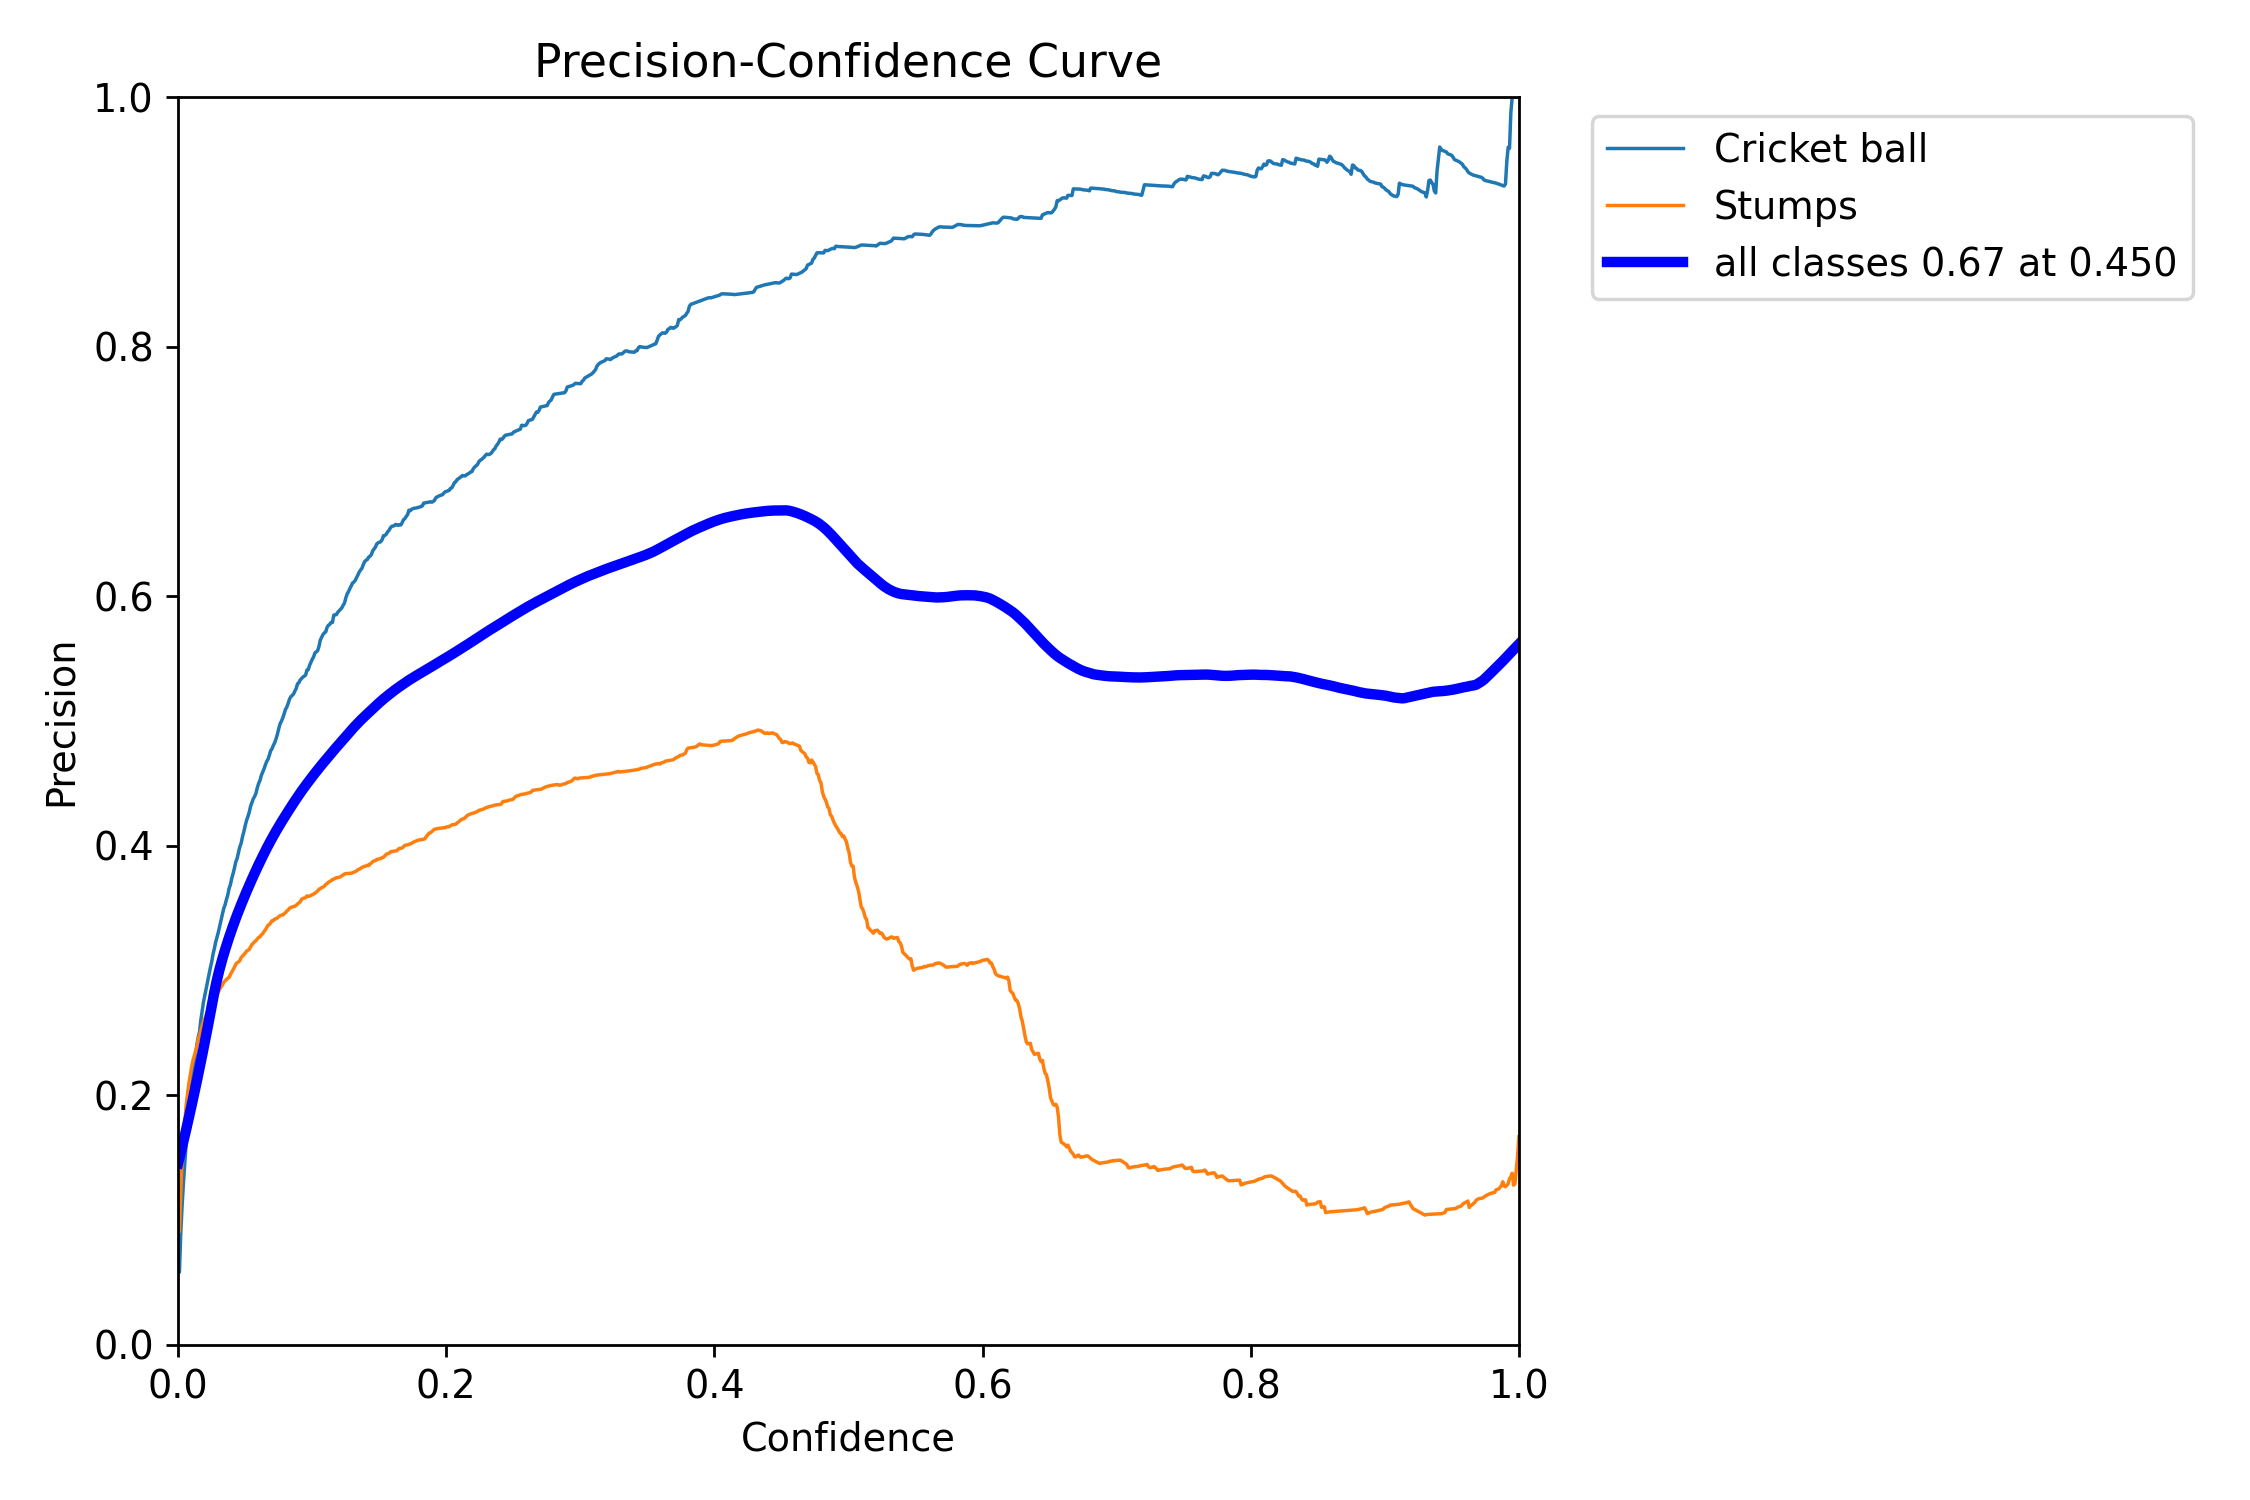 Precision-Confidence Curve
1.0
0.8
0.6
0.4
0.2
0.0
Precision
0.0 0.2 0.4 0.6 0.8 1.0
Confidence
Cricket ball
Stumps
all classes 0.67 at 0.450